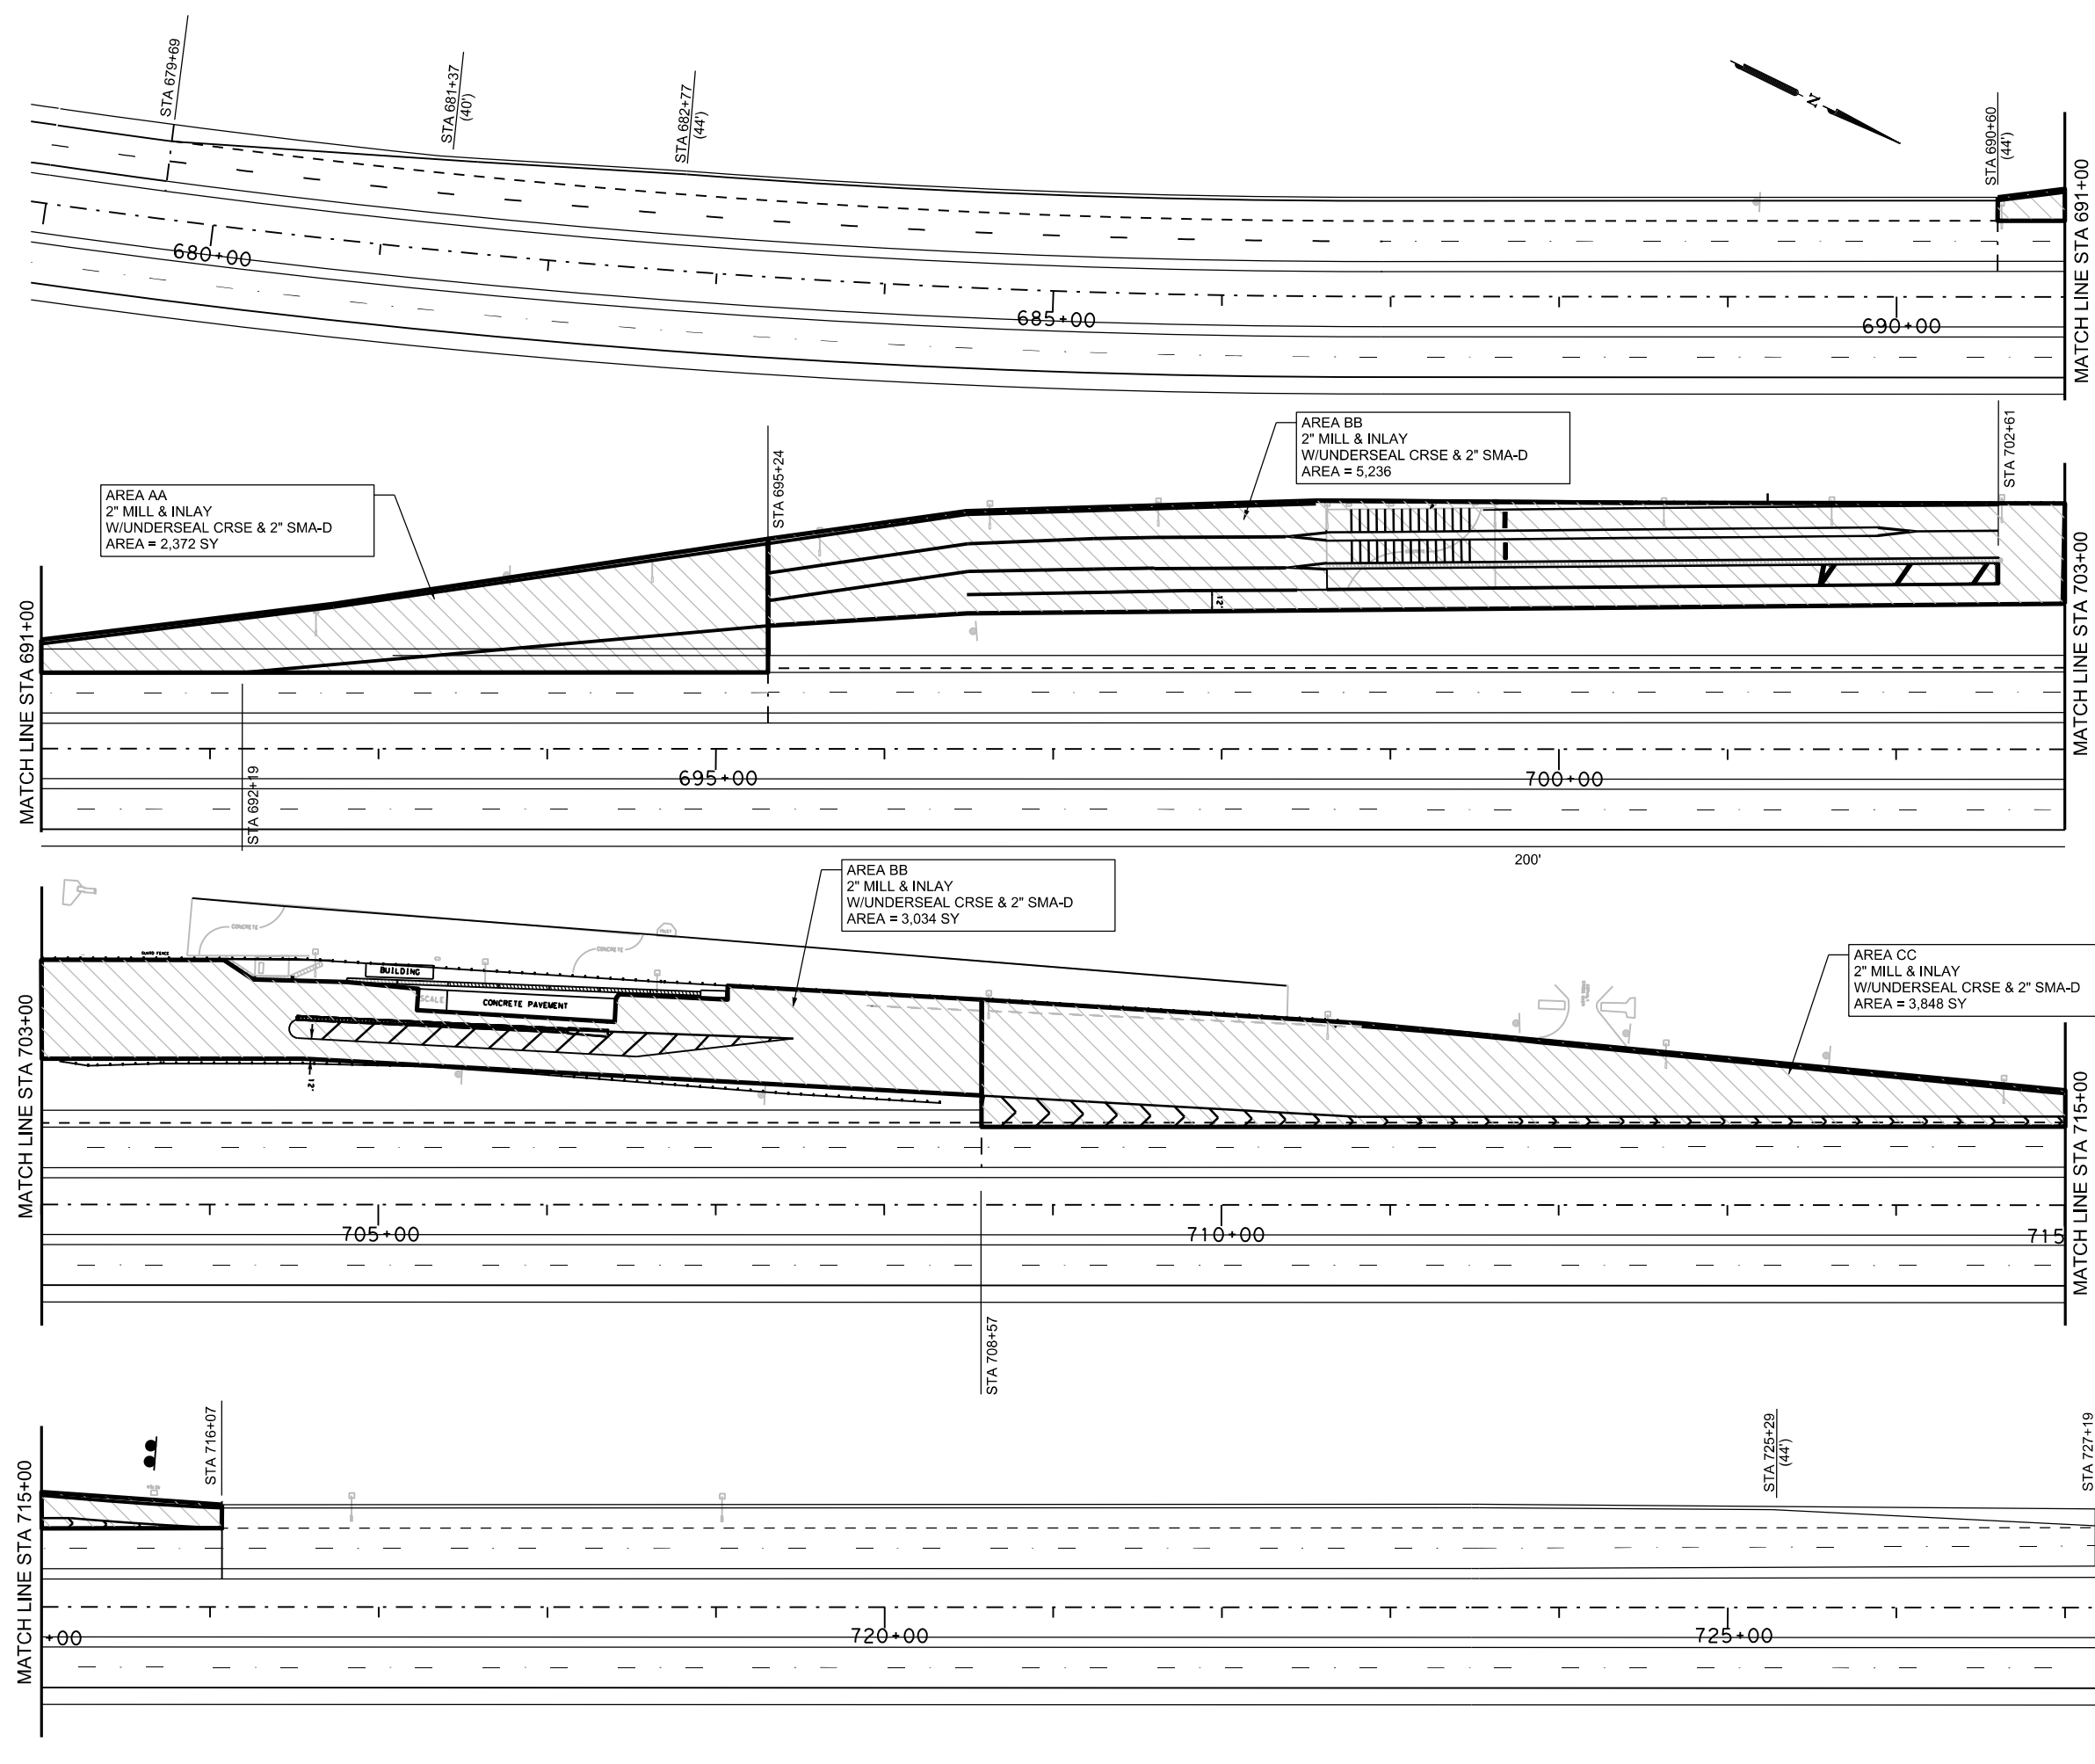 STA 679+69
STA 681+37
(40')
STA 682+77
(44')
N
STA 690+60
(44')
MATCH LINE STA 691+00
680+00
685+00
690+00
AREA AA
2" MILL & INLAY
W/UNDERSEAL CRSE & 2" SMA-D
AREA = 2,372 SY
STA 695+24
AREA BB
2" MILL & INLAY
W/UNDERSEAL CRSE & 2" SMA-D
AREA = 5,236
STA 702+61
MATCH LINE STA 691+00
12'
MATCH LINE STA 703+00
STA 692+19
695+00
700+00
200'
AREA BB
2" MILL & INLAY
W/UNDERSEAL CRSE & 2" SMA-D
AREA = 3,034 SY
CONCRETE
GUARD FENCE
CONCRETE
BUILDING
SCALE
CONCRETE PAVEMENT
12'
AREA CC
2" MILL & INLAY
W/UNDERSEAL CRSE & 2" SMA-D
AREA = 3,848 SY
MATCH LINE STA 703+00
MATCH LINE STA 715+00
705+00
710+00
715
STA 708+57
MATCH LINE STA 715+00
STA 716+07
STA 725+29
(44')
STA 727+19
+00
720+00
725+00